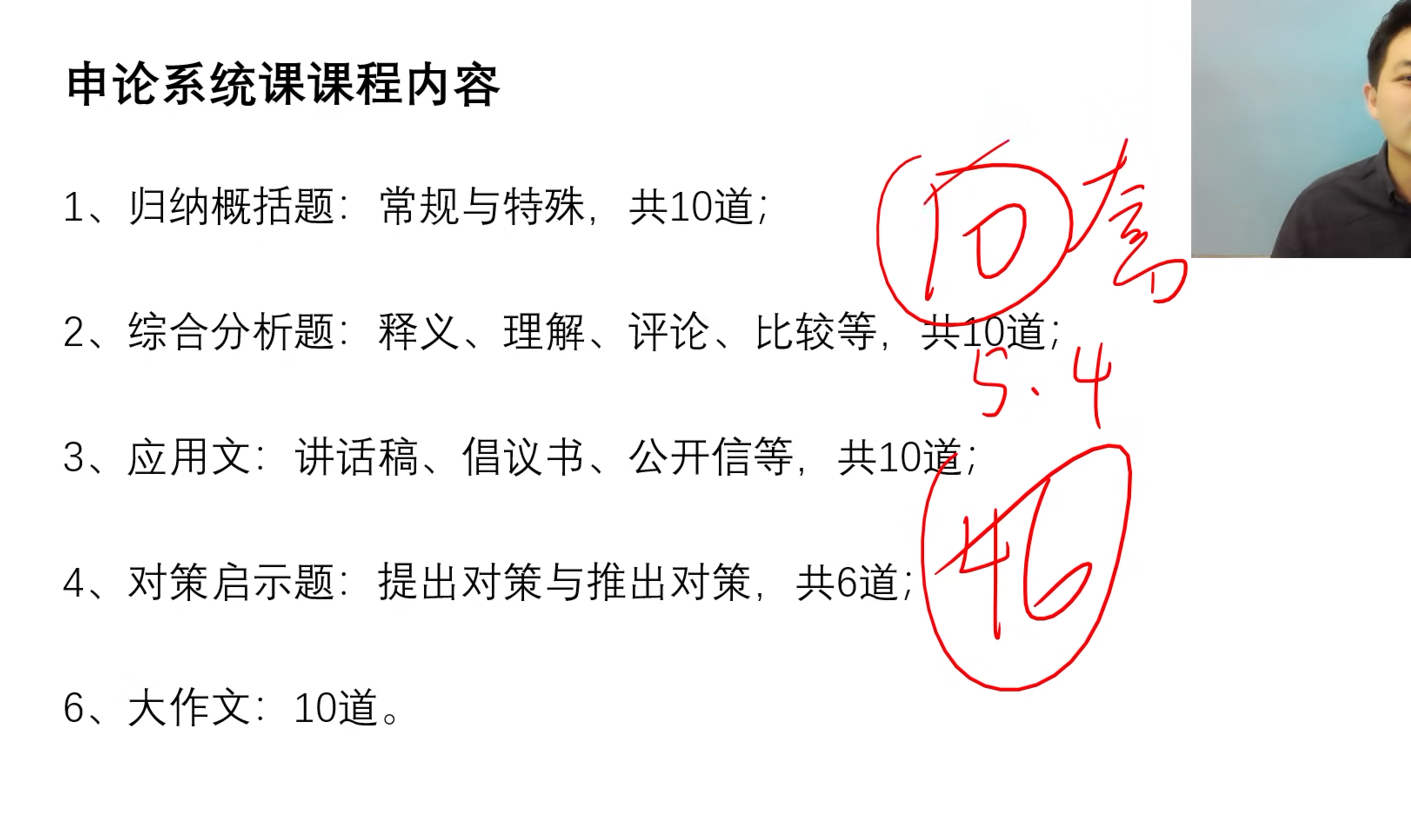 申论系统课课程内容
1、归纳概括题：常规与特殊，共10道；
10套
2、综合分析题：释义、理解、评论、比较等，共10道；
5.4
3、应用文：讲话稿、倡议书、公开信等，共10道；
46
4、对策启示题：提出对策与推出对策，共6道；
6、大作文：10道。